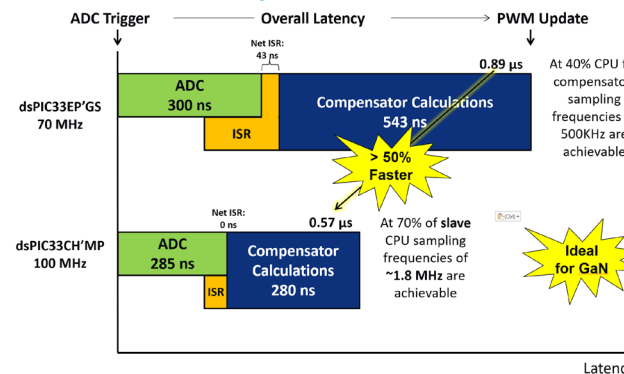 ADC Trigger
Overall Latency
PWM Update
Net ISR:
43 ns
0.89 µs
ADC
300 ns
ISR
Compensator Calculations
543 ns
dsPIC33EP'GS
70 MHz
At 40% CPU
compensato
sampling
frequencies
500KHz are
achievable
> 50%
Faster
Net ISR:
0 ns
0.57 µs
dsPIC33CH'MP
100 MHz
ADC
285 ns
ISR
Compensator
Calculations
280 ns
At 70% of slave
CPU sampling
frequencies of
~1.8 MHz are
achievable
(Ctrl)
Ideal
for GaN
Latenc